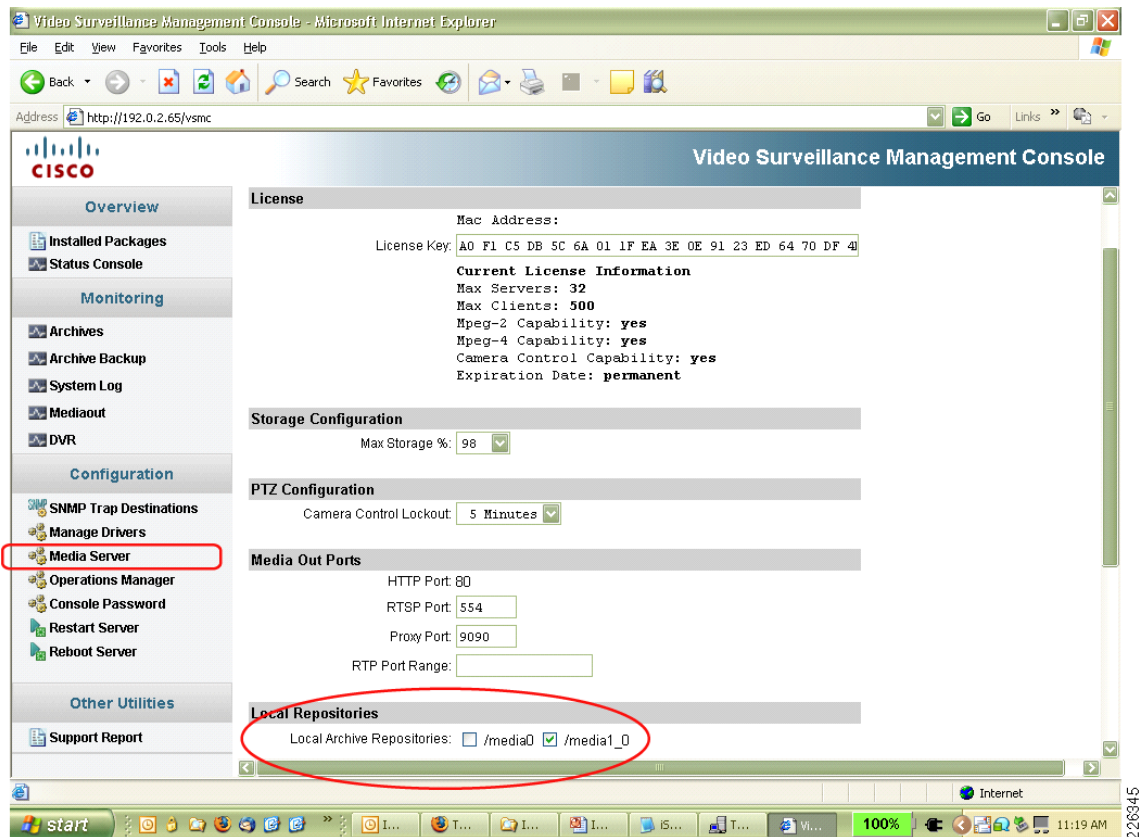 Video Surveillance Management Console - Microsoft Internet Explorer
File Edit View Favorites Tools Help
Back Search Favorites
Address http://192.0.2.65/vsmc Go Links »
CISCO
Video Surveillance Management Console
Overview
Installed Packages
Status Console
Monitoring
Archives
Archive Backup
System Log
Mediaout
DVR
Configuration
SNMP Trap Destinations
Manage Drivers
Media Server
Operations Manager
Console Password
Restart Server
Reboot Server
Other Utilities
Support Report
License
Mac Address:
License Key: A0 F1 C5 DB 5C 6A 01 1F EA 3E 0E 91 23 ED 64 70 DF
Current License Information
Max Servers: 32
Max Clients: 500
Mpeg-2 Capability: yes
Mpeg-4 Capability: yes
Camera Control Capability: yes
Expiration Date: permanent
Storage Configuration
Max Storage %: 98
PTZ Configuration
Camera Control Lockout: 5 Minutes
Media Out Ports
HTTP Port: 80
RTSP Port: 554
Proxy Port: 9090
RTP Port Range:
Local Repositories
Local Archive Repositories: /media0 /media1_0
Internet
start » I... T... I... I... iS... T... Vi... 100% 11:19 AM